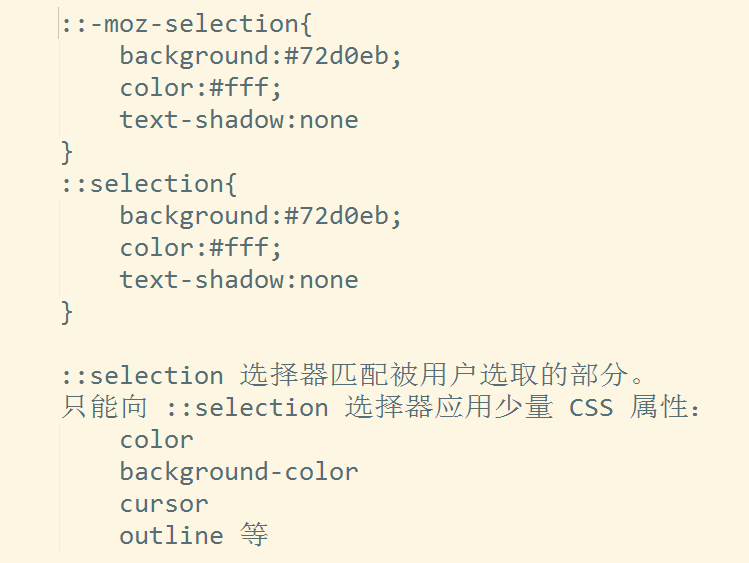 ::-moz-selection{
    background:#72d0eb;
    color:#fff;
    text-shadow:none
}
::selection{
    background:#72d0eb;
    color:#fff;
    text-shadow:none
}
::selection 选择器匹配被用户选取的部分。
只能向 ::selection 选择器应用少量 CSS 属性：
    color
    background-color
    cursor
    outline 等